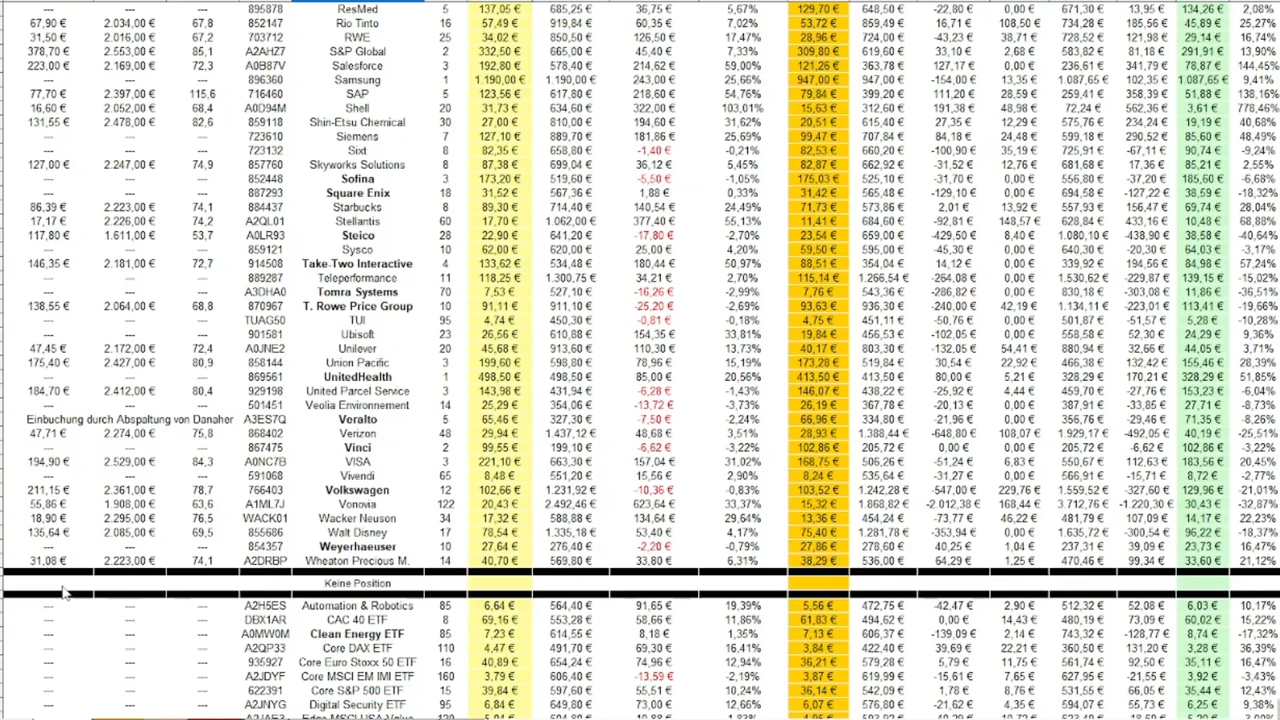 --- --- --- 895878 ResMed 5 137,05 € 685,25 € 36,75 € 5,67% 129,70 € 648,50 € -22,80 € 0,00 € 671,30 € 13,95 € 134,26 € 2,08%
67,90 € 2.034,00 € 67,8 852147 Rio Tinto 16 57,49 € 919,84 € 60,35 € 7,02% 53,72 € 859,49 € 16,71 € 108,50 € 734,28 € 185,56 € 45,89 € 25,27%
31,50 € 2.016,00 € 67,2 703712 RWE 25 34,02 € 850,50 € 126,50 € 17,47% 28,96 € 724,00 € -43,23 € 38,71 € 728,52 € 121,98 € 29,14 € 16,74%
378,70 € 2.553,00 € 85,1 A2AHZ7 S&P Global 2 332,50 € 665,00 € 45,40 € 7,33% 309,80 € 619,60 € 33,10 € 2,68 € 583,82 € 81,18 € 291,91 € 13,90%
223,00 € 2.169,00 € 72,3 A0B87V Salesforce 3 192,80 € 578,40 € 214,62 € 59,00% 121,26 € 363,78 € 127,17 € 0,00 € 236,61 € 341,79 € 78,87 € 144,45%
--- --- --- 896360 Samsung 1 1.190,00 € 1.190,00 € 243,00 € 25,66% 947,00 € 947,00 € -154,00 € 13,35 € 1.087,65 € 102,35 € 1.087,65 € 9,41%
77,70 € 2.397,00 € 115,6 716460 SAP 5 123,56 € 617,80 € 218,60 € 54,76% 79,84 € 399,20 € 111,20 € 28,59 € 259,41 € 358,39 € 51,88 € 138,16%
16,60 € 2.052,00 € 68,4 A0D94M Shell 20 31,73 € 634,60 € 322,00 € 103,01% 15,63 € 312,60 € 191,38 € 48,98 € 72,24 € 562,36 € 3,61 € 778,46%
131,55 € 2.478,00 € 82,6 859118 Shin-Etsu Chemical 30 27,00 € 810,00 € 194,60 € 31,62% 20,51 € 615,40 € 27,35 € 12,29 € 575,76 € 234,24 € 19,19 € 40,68%
--- --- --- 723610 Siemens 7 127,10 € 889,70 € 181,86 € 25,69% 99,47 € 707,84 € 84,18 € 24,48 € 599,18 € 290,52 € 85,60 € 48,49%
--- --- --- 723132 Sixt 8 82,35 € 658,80 € -1,40 € -0,21% 82,53 € 660,20 € -100,90 € 35,19 € 725,91 € -67,11 € 90,74 € -9,24%
127,00 € 2.247,00 € 74,9 857760 Skyworks Solutions 8 87,38 € 699,04 € 36,12 € 5,45% 82,87 € 662,92 € -31,52 € 12,76 € 681,68 € 17,36 € 85,21 € 2,55%
--- --- --- Sofina 3 173,20 € 519,60 € -5,50 € -1,05% 175,03 € 525,10 € -31,70 € 0,00 € 556,80 € -37,20 € 185,60 € -6,68%
--- --- --- 887293 Square Enix 18 31,52 € 567,36 € 1,88 € 0,33% 31,42 € 565,48 € -129,10 € 0,00 € 694,58 € -127,22 € 38,59 € -18,32%
86,39 € 2.223,00 € 74,1 884437 Starbucks 8 89,30 € 714,40 € 140,54 € 24,49% 71,73 € 573,86 € 2,01 € 13,92 € 557,93 € 156,47 € 69,74 € 28,04%
17,17 € 2.226,00 € 74,2 A2QL01 Stellantis 60 17,70 € 1.062,00 € 377,40 € 55,13% 11,41 € 684,60 € -92,81 € 148,57 € 628,84 € 433,16 € 10,48 € 68,88%
117,80 € 1.611,00 € 53,7 A0LR93 Steico 28 22,90 € 641,20 € -17,80 € -2,70% 23,54 € 659,00 € -429,50 € 8,40 € 1.080,10 € -438,90 € 38,58 € -40,64%
--- --- --- 859121 Sysco 10 62,00 € 620,00 € 25,00 € 4,20% 59,50 € 595,00 € -45,30 € 0,00 € 640,30 € -20,30 € 64,03 € -3,17%
146,35 € 2.181,00 € 72,7 914508 Take-Two Interactive 4 133,62 € 534,48 € 180,44 € 50,97% 88,51 € 354,04 € 14,12 € 0,00 € 339,92 € 194,56 € 84,98 € 57,24%
--- --- --- 889287 Teleperformance 11 118,25 € 1.300,75 € 34,21 € 2,70% 115,14 € 1.266,54 € -264,08 € 0,00 € 1.530,62 € -229,87 € 139,15 €
--- --- --- A3DHA0 Tomra Systems 70 7,53 € 527,10 € -16,26 € -2,99% 7,76 € 543,36 € -286,82 € 0,00 € 830,18 € -303,08 € 11,86 € -36,51%
138,55 € 2.064,00 € 68,8 870967 T. Rowe Price Group 10 91,11 € 911,10 € -25,20 € -2,69% 93,63 € 936,30 € -240,00 € 42,19 € 1.134,11 € -223,01 € 113,41 € -19,66%
--- --- --- TUAG50 TUI 95 4,74 € 450,30 € -0,81 € -0,18% 4,75 € 451,11 € -50,76 € 0,00 € 501,87 € -51,57 € 5,28 € -10,28%
--- --- --- 901581 Ubisoft 23 26,56 € 610,88 € 154,35 € 33,81% 19,84 € 456,53 € -102,05 € 0,00 € 558,58 € 52,30 € 24,29 € 9,36%
47,45 € 2.172,00 € 72,4 A0JNE2 Unilever 20 45,68 € 913,60 € 110,30 € 13,73% 40,17 € 803,30 € -132,05 € 54,41 € 880,94 € 32,66 € 44,05 € 3,71%
175,40 € 2.427,00 € 80,9 858144 Union Pacific 3 199,60 € 598,80 € 78,96 € 15,19% 173,28 € 519,84 € 30,54 € 22,92 € 466,38 € 132,42 € 155,46 € 28,39%
--- --- --- 869561 UnitedHealth 1 498,50 € 498,50 € 85,00 € 20,56% 413,50 € 413,50 € 80,00 € 5,21 € 328,29 € 170,21 € 328,29 € 51,85%
184,70 € 2.412,00 € 80,4 929198 United Parcel Service 3 143,98 € 431,94 € -6,28 € -1,43% 146,07 € 438,22 € -25,92 € 4,44 € 459,70 € -27,76 € 153,23 € -6,04%
--- --- --- 501451 Veolia Environnement 14 25,29 € 354,06 € -13,72 € -3,73% 26,19 € 367,78 € -20,13 € 0,00 € 387,91 € -33,85 € 27,71 € -8,73%
Einbuchung durch Abspaltung von Danaher A3ES7Q Veralto 5 65,46 € 327,30 € -7,50 € -2,24% 66,96 € 334,80 € -21,96 € 0,00 € 356,76 € -29,46 € 71,35 € -8,26%
47,71 € 2.274,00 € 75,8 868402 Verizon 48 29,94 € 1.437,12 € 48,68 € 3,51% 28,93 € 1.388,44 € -648,80 € 108,07 € 1.929,17 € -492,05 € 40,19 € -25,51%
--- --- --- 867475 Vinci 2 99,55 € 199,10 € -6,62 € -3,22% 102,86 € 205,72 € 0,00 € 0,00 € 205,72 € -6,62 € 102,86 € -3,22%
194,90 € 2.529,00 € 84,3 A0NC7B VISA 3 221,10 € 663,30 € 157,04 € 31,02% 168,75 € 506,26 € -51,24 € 6,83 € 550,67 € 112,63 € 183,56 € 20,45%
--- --- --- 591068 Vivendi 65 8,48 € 551,20 € 15,56 € 2,90% 8,24 € 535,64 € -31,27 € 0,00 € 566,91 € -15,71 € 8,72 € -2,77%
211,15 € 2.361,00 € 78,7 766403 Volkswagen 12 102,66 € 1.231,92 € -10,36 € -0,83% 103,52 € 1.242,28 € -547,00 € 229,76 € 1.559,52 € -327,60 € 129,96 € -21,01%
55,86 € 1.908,00 € 63,6 A1ML7J Vonovia 122 20,43 € 2.492,46 € 623,64 € 33,37% 15,32 € 1.868,82 € -2.012,38 € 168,44 € 3.712,76 € -1.220,30 € 30,43 € -32,87%
18,90 € 2.295,00 € 76,5 WACK01 Wacker Neuson 34 17,32 € 588,88 € 134,64 € 29,64% 13,36 € 454,24 € -73,77 € 46,22 € 481,79 € 107,09 € 14,17 € 22,23%
135,64 € 2.085,00 € 69,5 855686 Walt Disney 17 78,54 € 1.335,18 € 53,40 € 4,17% 75,40 € 1.281,78 € -353,94 € 0,00 € 1.635,72 € -300,54 € 96,22 € -18,37%
--- --- --- 854357 Weyerhaeuser 10 27,64 € 276,40 € -2,20 € -0,79% 27,86 € 278,60 € 40,25 € 1,04 € 237,31 € 39,09 € 23,73 € 16,47%
31,08 € 2.223,00 € 74,1 A2DRBP Wheaton Precious M. 14 40,70 € 569,80 € 33,80 € 6,31% 38,29 € 536,00 € 64,29 € 1,25 € 470,46 € 99,34 € 33,60 € 21,12%
Keine Position
--- --- --- A2H5ES Automation & Robotics 85 6,64 € 564,40 € 91,65 € 19,39% 5,56 € 472,75 € -42,47 € 2,90 € 512,32 € 52,08 € 6,03 € 10,17%
--- --- --- DBX1AR CAC 40 ETF 8 69,16 € 553,28 € 58,66 € 11,86% 61,83 € 494,62 € 0,00 € 14,43 € 480,19 € 73,09 € 60,02 € 15,22%
--- --- --- A0MW0M Clean Energy ETF 85 7,23 € 614,55 € 8,18 € 1,35% 7,13 € 606,37 € -139,09 € 2,14 € -128,77 € 8,74 € -17,32%
--- --- --- A2QP33 Core DAX ETF 110 4,47 € 69,30 € 3,84 € 422,40 € 39,69 € 22,21 € 131,20 € 3,28 € 36,39%
--- --- --- 935927 Core Euro Stoxx 50 ETF 16 40,89 € 654,24 € 74,96 € 12,94% 36,21 € 579,28 € 5,79 € 11,75 € 561,74 € 92,50 € 35,11 € 16,47%
--- --- --- A2JDYF Core MSCI EM IMI ETF 160 3,79 € -13,59 € 3,87 € 619,99 € -15,61 € -21,55 € 3,92 € -3,43%
--- --- --- 622391 Core S&P 500 ETF 15 39,84 € 55,51 € 36,14 € 542,09 € 1,78 € 66,05 € 35,44 € 12,43%
--- --- --- A2JNYG Digital Security ETF 95 6,84 € 73,00 € 6,07 € 576,80 € -21,62 € 4,35 € 55,73 € 6,25 € 9,38%